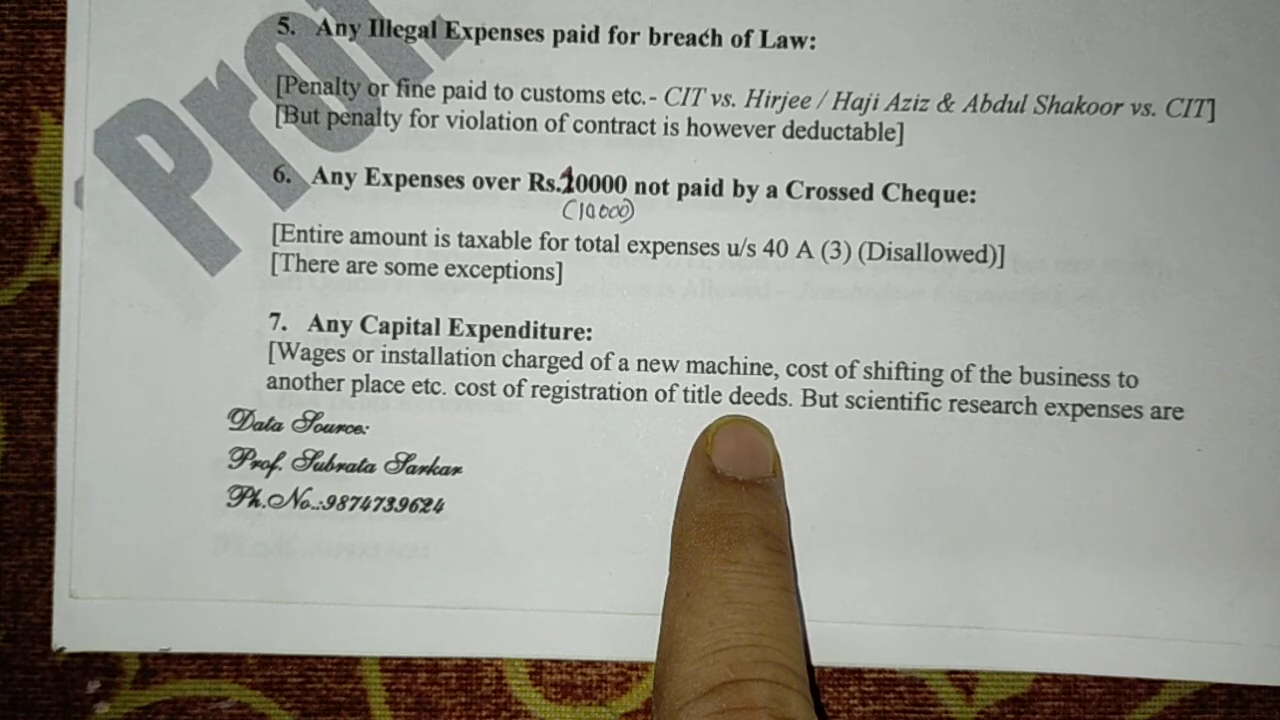 5. Any Illegal Expenses paid for breach of Law:
[Penalty or fine paid to customs etc.- CIT vs. Hirjee / Haji Aziz & Abdul Shakoor vs. CIT]
[But penalty for violation of contract is however deductable]
6. Any Expenses over Rs.10000 not paid by a Crossed Cheque:
(10000)
[Entire amount is taxable for total expenses u/s 40 A (3) (Disallowed)]
[There are some exceptions]
7. Any Capital Expenditure:
[Wages or installation charged of a new machine, cost of shifting of the business to
another place etc. cost of registration of title deeds. But scientific research expenses are
Data Source:
Prof. Subrata Sarkar
Ph.No.:9874739624